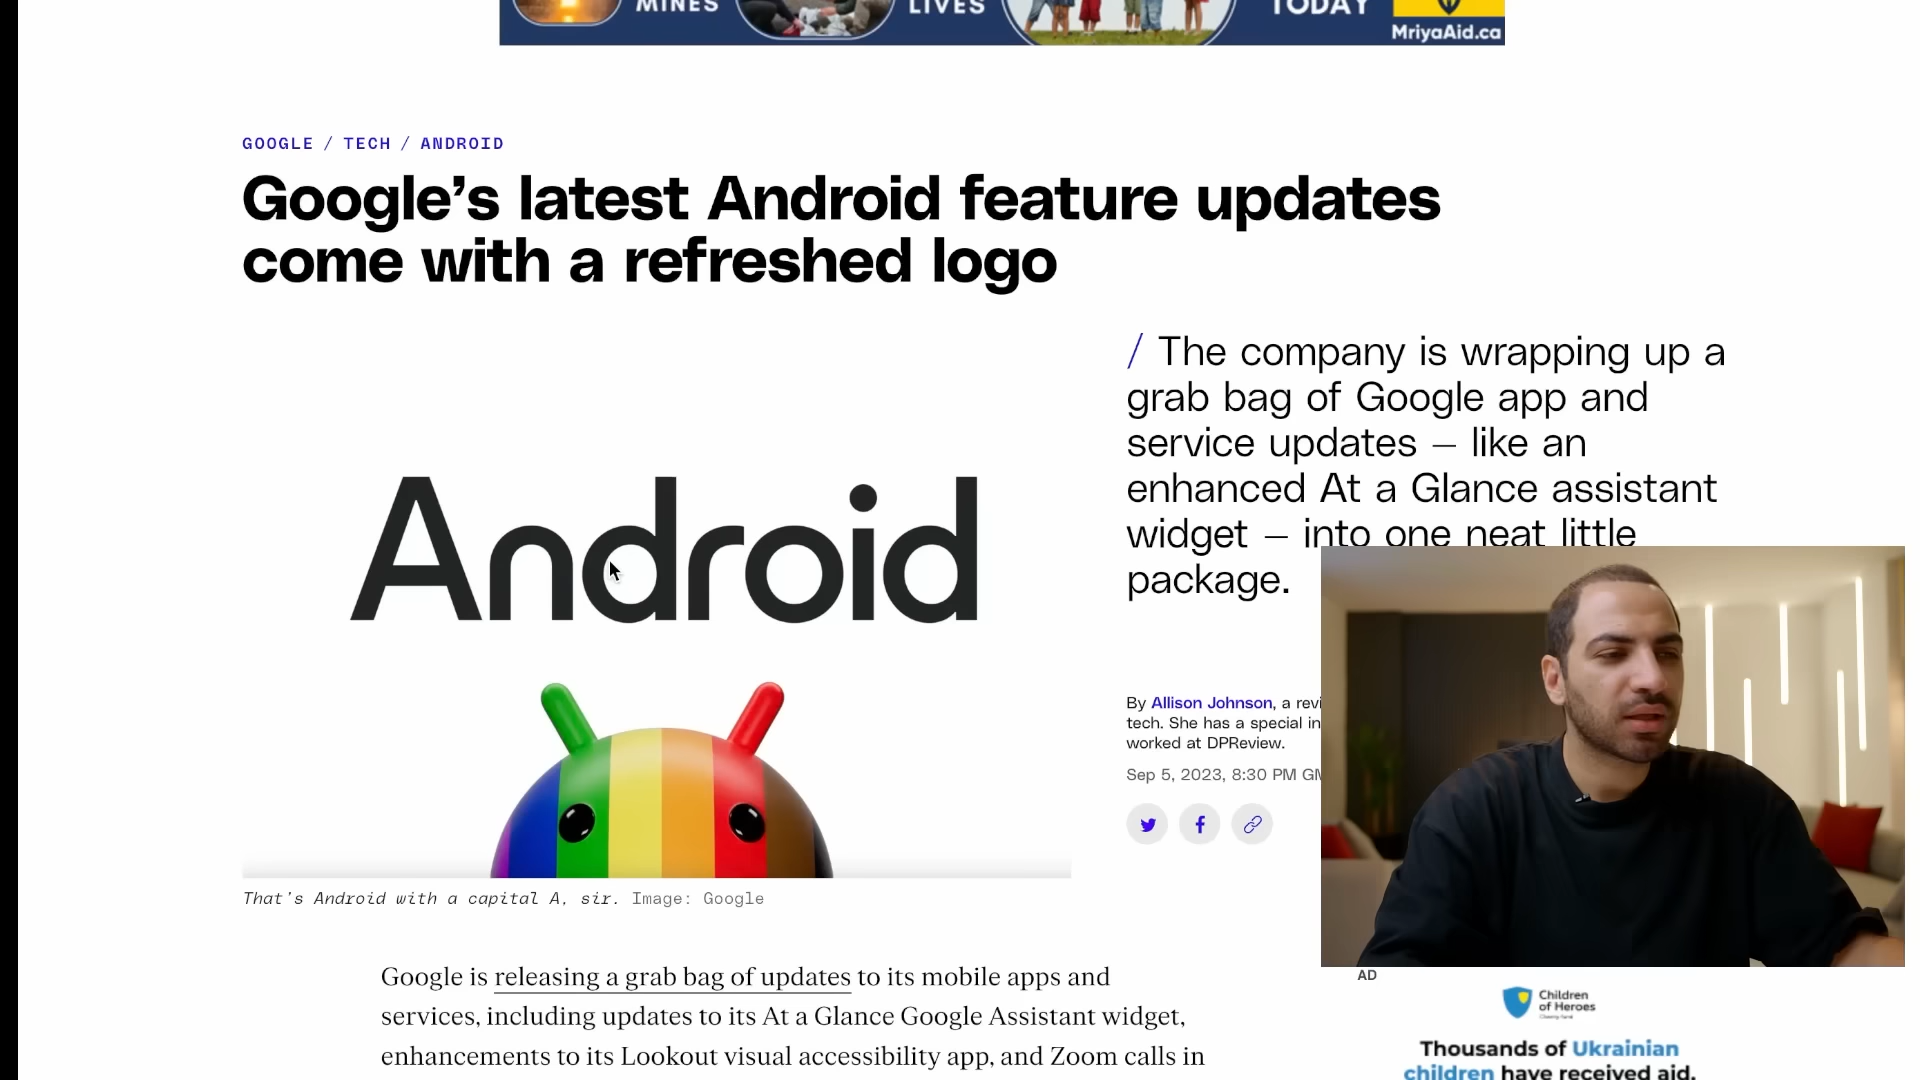 MINES
LIVES
TODAY
MriyaAid.ca
GOOGLE / TECH / ANDROID
Google’s latest Android feature updates
come with a refreshed logo
/ The company is wrapping up a
grab bag of Google app and
service updates — like an
enhanced At a Glance assistant
widget — into one neat little
package.
Android
By Allison Johnson, a revi
tech. She has a special in
worked at DPReview.
Sep 5, 2023, 8:30 PM GM
That’s Android with a capital A, sir. Image: Google
Google is releasing a grab bag of updates to its mobile apps and
services, including updates to its At a Glance Google Assistant widget,
enhancements to its Lookout visual accessibility app, and Zoom calls in
AD
Children
of Heroes
Thousands of Ukrainian
children have received aid.